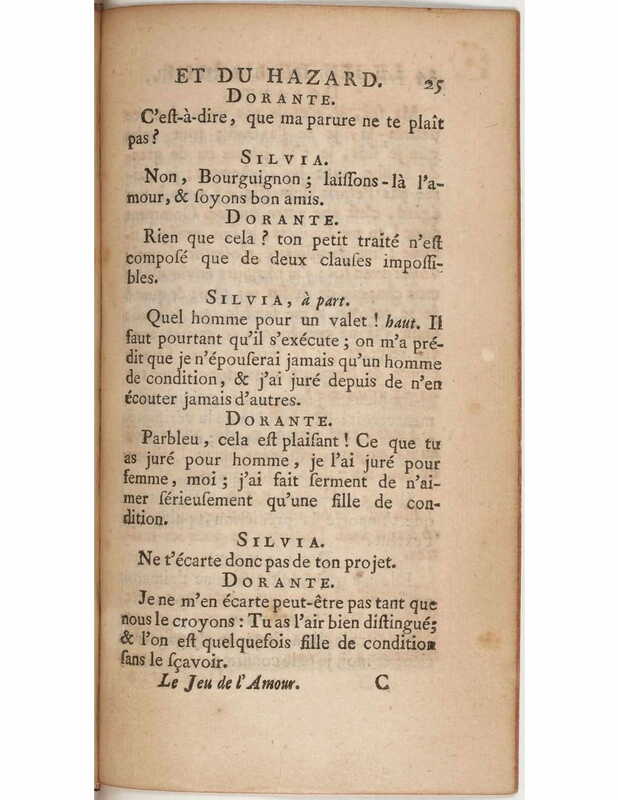 ET DU HAZARD. 25
DORANTE.
C'eſt-à-dire, que ma parure ne te plaît
pas?
SILVIA.
Non, Bourguignon; laiſſons-là l'a-
mour, & ſoyons bon amis.
DORANTE.
Rien que cela? ton petit traité n'eſt
compoſé que de deux clauſes impoſſi-
bles.
SILVIA, à part.
Quel homme pour un valet! haut. Il
faut pourtant qu'il s'exécute; on m'a pré-
dit que je n'épouſerai jamais qu'un homme
de condition, & j'ai juré depuis de n'en
écouter jamais d'autres.
DORANTE.
Parbleu, cela eſt plaiſant! Ce que tu
as juré pour homme, je l'ai juré pour
femme, moi; j'ai fait ſerment de n'ai-
mer ſérieuſement qu'une fille de con-
dition.
SILVIA.
Ne t'écarte donc pas de ton projet.
DORANTE.
Je ne m'en écarte peut-être pas tant que
nous le croyons: Tu as l'air bien diſtingué;
& l'on eſt quelquefois fille de condition
ſans le ſçavoir.
Le Jeu de l'Amour. C